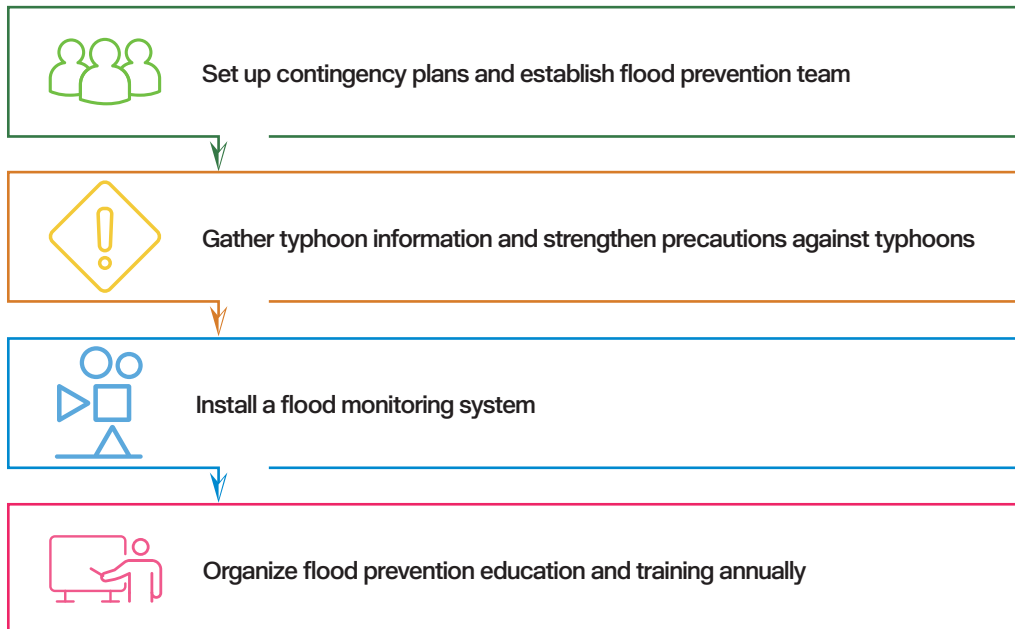 Set up contingency plans and establish flood prevention team
Gather typhoon information and strengthen precautions against typhoons
Install a flood monitoring system
Organize flood prevention education and training annually